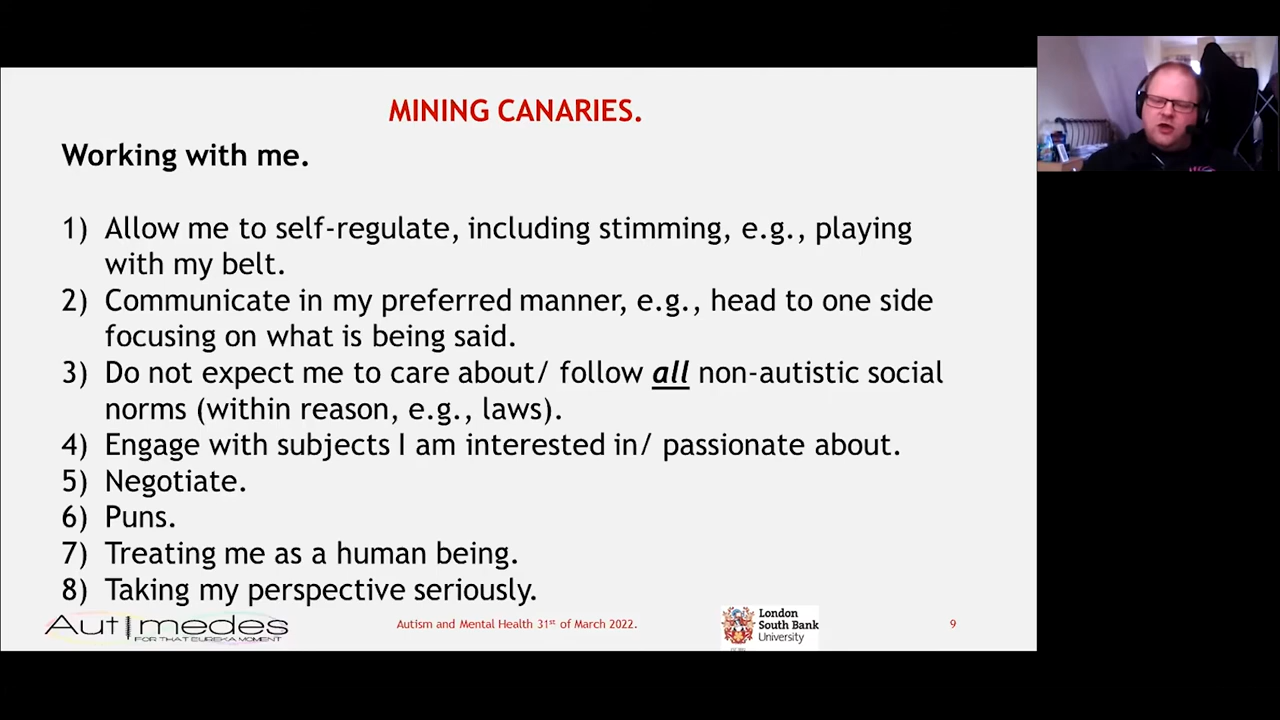 MINING CANARIES.
Working with me.
1) Allow me to self-regulate, including stimming, e.g., playing
with my belt.
2) Communicate in my preferred manner, e.g., head to one side
focusing on what is being said.
3) Do not expect me to care about/ follow all non-autistic social
norms (within reason, e.g., laws).
4) Engage with subjects I am interested in/ passionate about.
5) Negotiate.
6) Puns.
7) Treating me as a human being.
8) Taking my perspective seriously.
Autimedes
FOR THAT EUREKA MOMENT
Autism and Mental Health 31st of March 2022.
London
South Bank
University
9